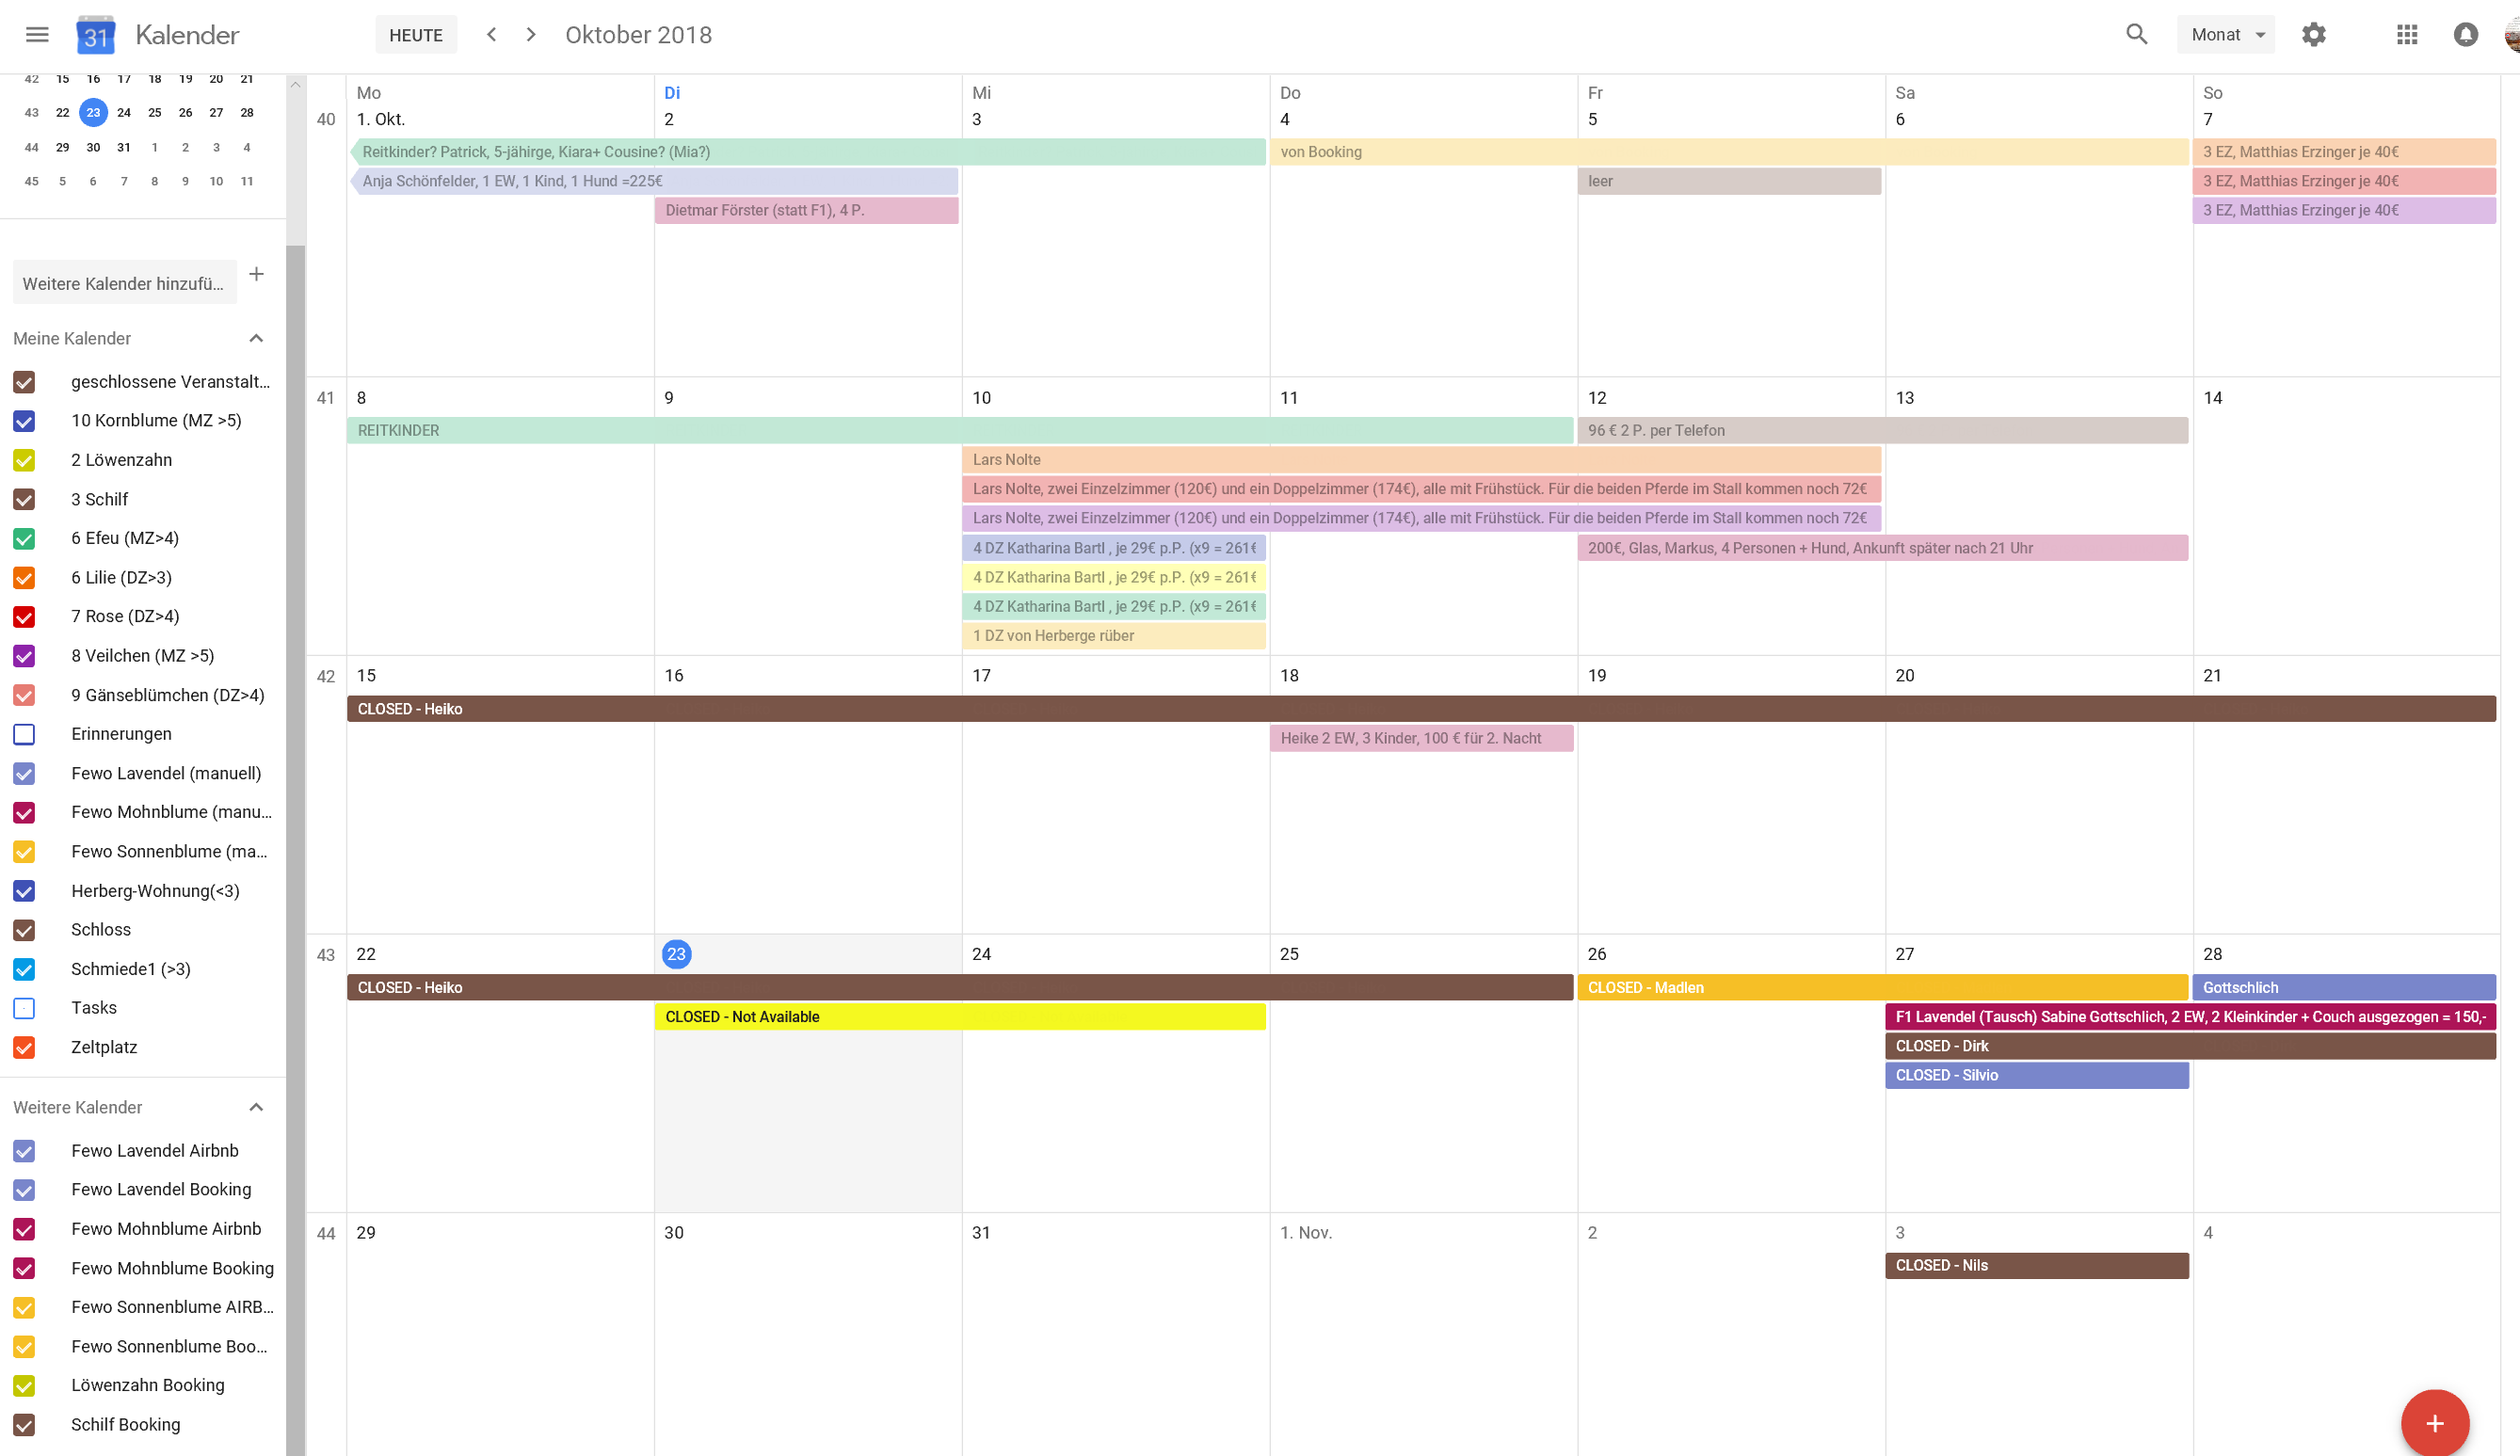 31 Kalender HEUTE Oktober 2018 Monat
42 15 16 17 18 19 20 21
43 22 23 24 25 26 27 28
44 29 30 31 1 2 3 4
45 5 6 7 8 9 10 11
Weitere Kalender hinzufü...
Meine Kalender
geschlossene Veranstalt...
10 Kornblume (MZ >5)
2 Löwenzahn
3 Schilf
6 Efeu (MZ>4)
6 Lilie (DZ>3)
7 Rose (DZ>4)
8 Veilchen (MZ >5)
9 Gänseblümchen (DZ>4)
Erinnerungen
Fewo Lavendel (manuell)
Fewo Mohnblume (manu...
Fewo Sonnenblume (ma...
Herberg-Wohnung(<3)
Schloss
Schmiede1 (>3)
Tasks
Zeltplatz
Weitere Kalender
Fewo Lavendel Airbnb
Fewo Lavendel Booking
Fewo Mohnblume Airbnb
Fewo Mohnblume Booking
Fewo Sonnenblume AIRB...
Fewo Sonnenblume Boo...
Löwenzahn Booking
Schilf Booking
Mo Di Mi Do Fr Sa So
40 1. Okt. 2 3 4 5 6 7
Reitkinder? Patrick, 5-jähirge, Kiara+ Cousine? (Mia?) von Booking 3 EZ, Matthias Erzinger je 40€
Anja Schönfelder, 1 EW, 1 Kind, 1 Hund =225€ leer 3 EZ, Matthias Erzinger je 40€
Dietmar Förster (statt F1), 4 P. 3 EZ, Matthias Erzinger je 40€
41 8 9 10 11 12 13 14
REITKINDER 96 € 2 P. per Telefon
Lars Nolte
Lars Nolte, zwei Einzelzimmer (120€) und ein Doppelzimmer (174€), alle mit Frühstück. Für die beiden Pferde im Stall kommen noch 72€
Lars Nolte, zwei Einzelzimmer (120€) und ein Doppelzimmer (174€), alle mit Frühstück. Für die beiden Pferde im Stall kommen noch 72€
4 DZ Katharina Bartl , je 29€ p.P. (x9 = 261€ 200€, Glas, Markus, 4 Personen + Hund, Ankunft später nach 21 Uhr
4 DZ Katharina Bartl , je 29€ p.P. (x9 = 261€
4 DZ Katharina Bartl , je 29€ p.P. (x9 = 261€
1 DZ von Herberge rüber
42 15 16 17 18 19 20 21
CLOSED - Heiko
Heike 2 EW, 3 Kinder, 100 € für 2. Nacht
43 22 23 24 25 26 27 28
CLOSED - Heiko CLOSED - Madlen Gottschlich
CLOSED - Not Available F1 Lavendel (Tausch) Sabine Gottschlich, 2 EW, 2 Kleinkinder + Couch ausgezogen = 150,-
CLOSED - Dirk
CLOSED - Silvio
44 29 30 31 1. Nov. 2 3 4
CLOSED - Nils